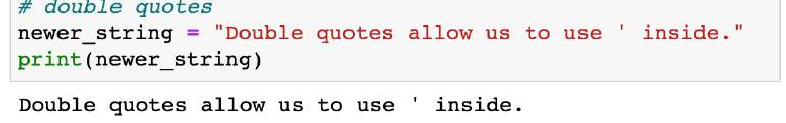 # double quotes
newer_string = "Double quotes allow us to use ' inside."
print(newer_string)
Double quotes allow us to use ' inside.